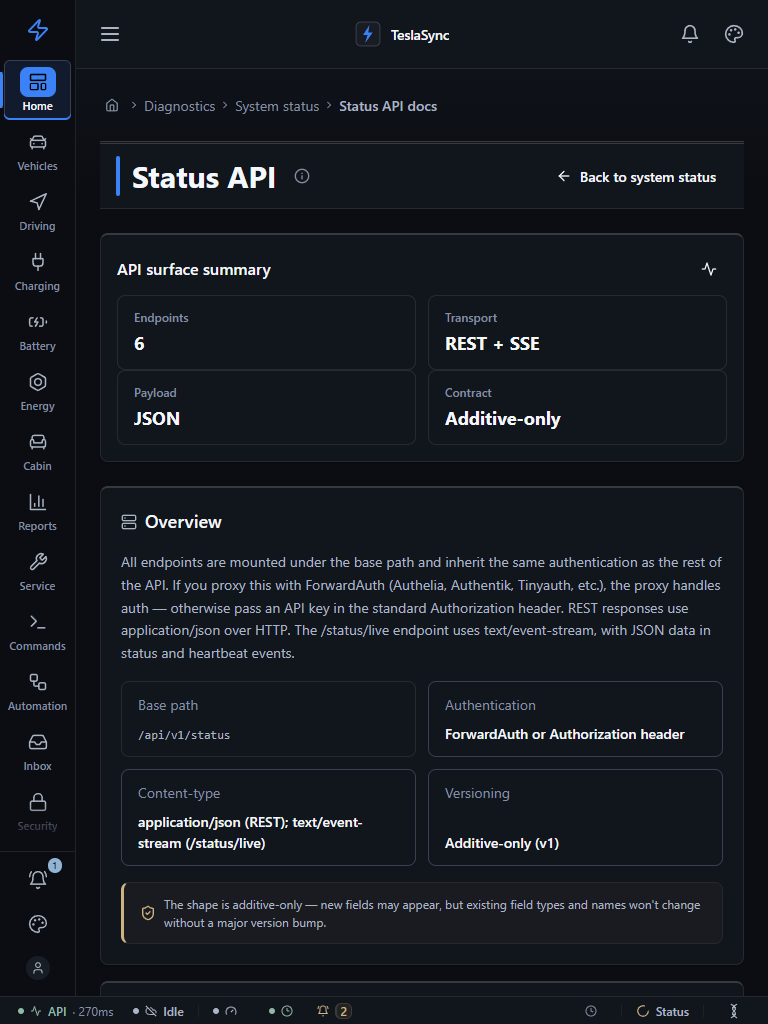 TeslaSync
Home
Vehicles
Driving
Charging
Battery
Energy
Cabin
Reports
Service
Commands
Automation
Inbox
Security
1
Diagnostics
System status
Status API docs
Status API
Back to system status
API surface summary
Endpoints
6
Transport
REST + SSE
Payload
JSON
Contract
Additive-only
Overview
All endpoints are mounted under the base path and inherit the same authentication as the rest of
the API. If you proxy this with ForwardAuth (Authelia, Authentik, Tinyauth, etc.), the proxy handles
auth — otherwise pass an API key in the standard Authorization header. REST responses use
application/json over HTTP. The /status/live endpoint uses text/event-stream, with JSON data in
status and heartbeat events.
Base path
/api/v1/status
Authentication
ForwardAuth or Authorization header
Content-type
application/json (REST); text/event-
stream (/status/live)
Versioning
Additive-only (v1)
The shape is additive-only — new fields may appear, but existing field types and names won't change
without a major version bump.
API · 270ms
Idle
2
Status